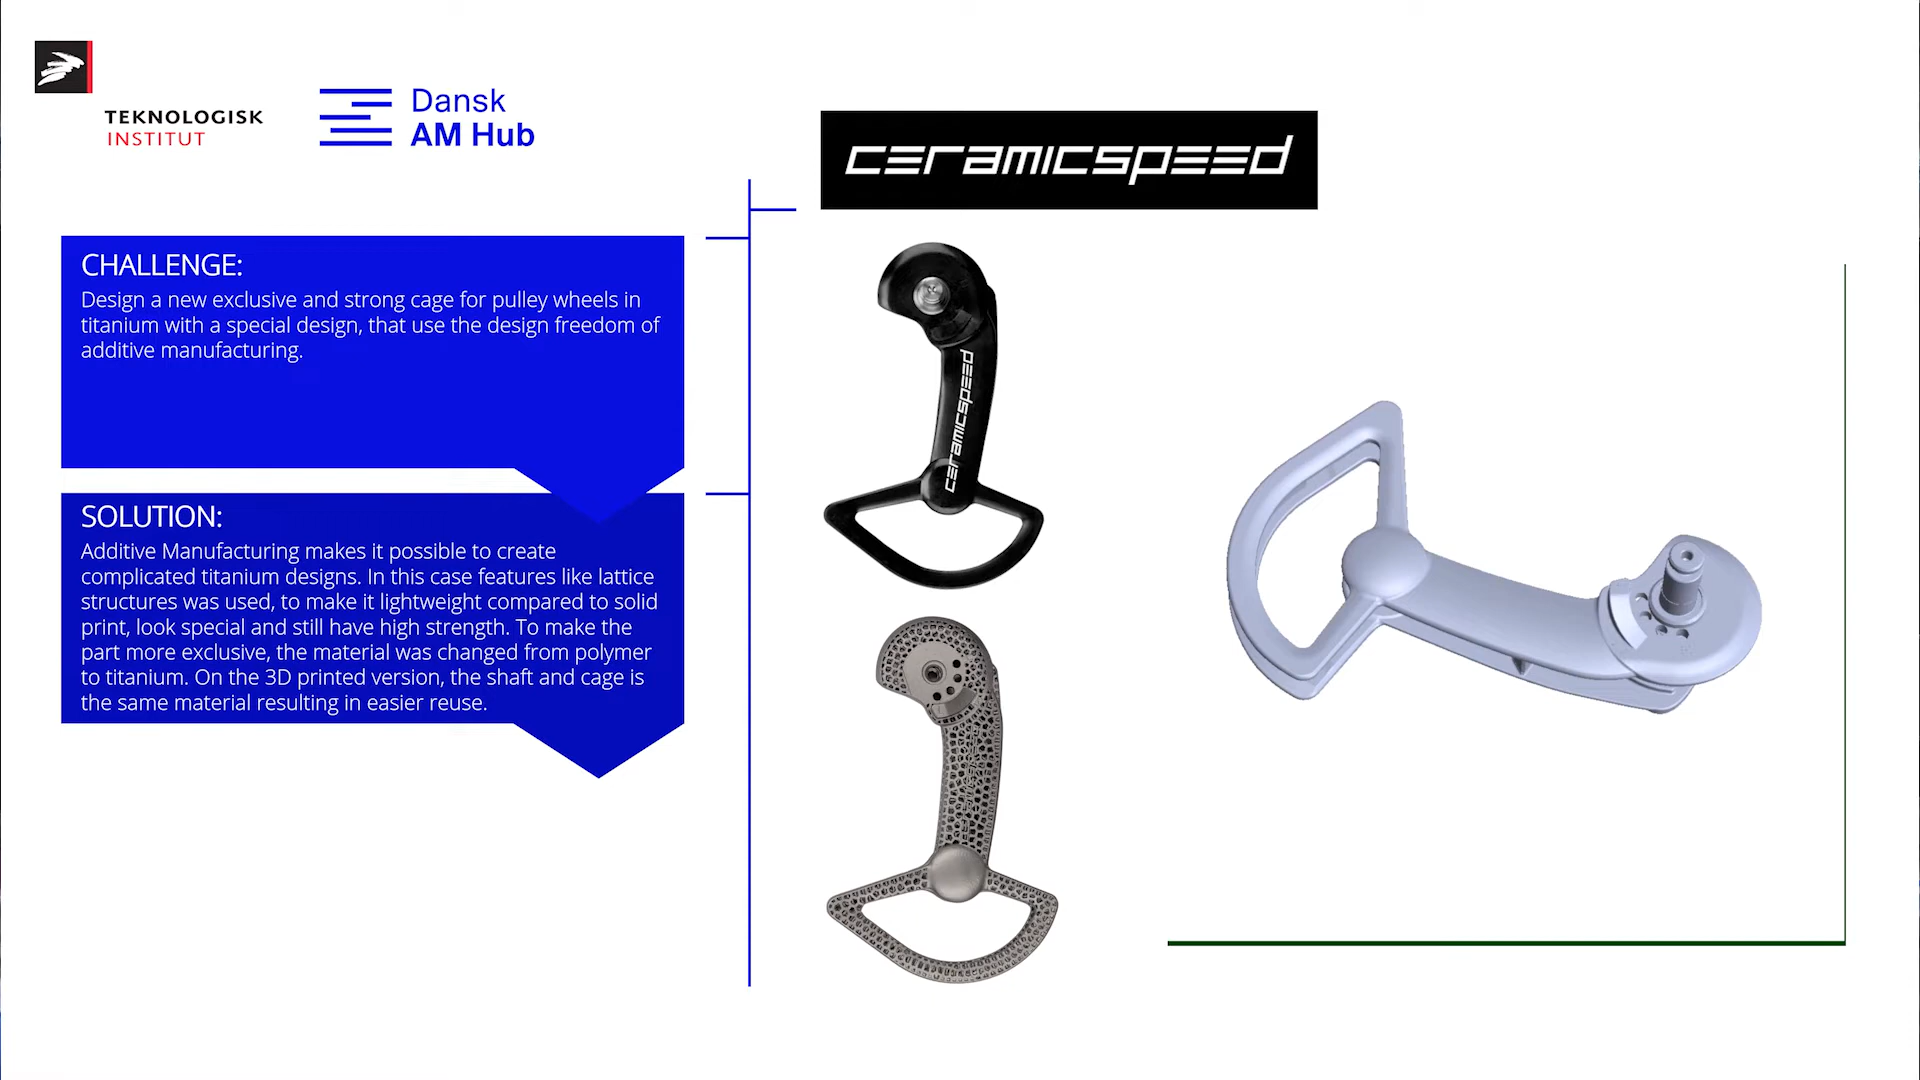 TEKNOLOGISK
INSTITUT
Dansk
AM Hub
ceramicspeed
CHALLENGE:
Design a new exclusive and strong cage for pulley wheels in
titanium with a special design, that use the design freedom of
additive manufacturing.
SOLUTION:
Additive Manufacturing makes it possible to create
complicated titanium designs. In this case features like lattice
structures was used, to make it lightweight compared to solid
print, look special and still have high strength. To make the
part more exclusive, the material was changed from polymer
to titanium. On the 3D printed version, the shaft and cage is
the same material resulting in easier reuse.
ceramicspeed